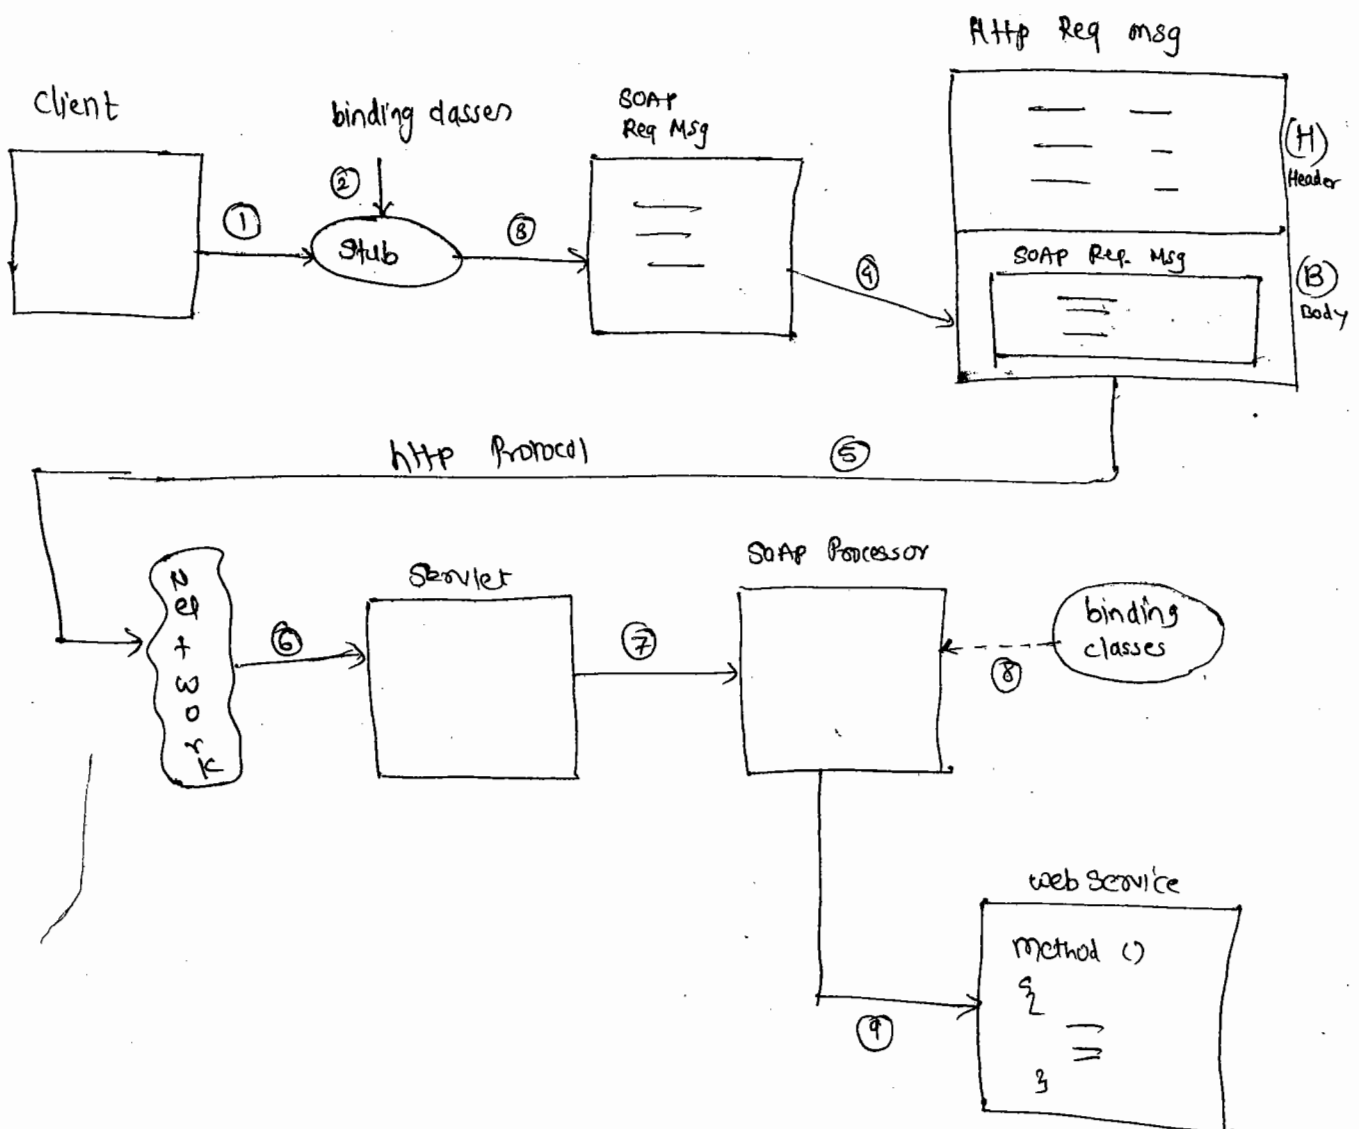 Http Req msg
Client
binding classes
SOAP
Req Msg
(H)
Header
②
①
Stub
③
④
SOAP Req. Msg
(B)
Body
http Protocol
⑤
Network
⑥
Servlet
⑦
SOAP Processor
binding
classes
⑧
web service
method ()
{
}
⑨